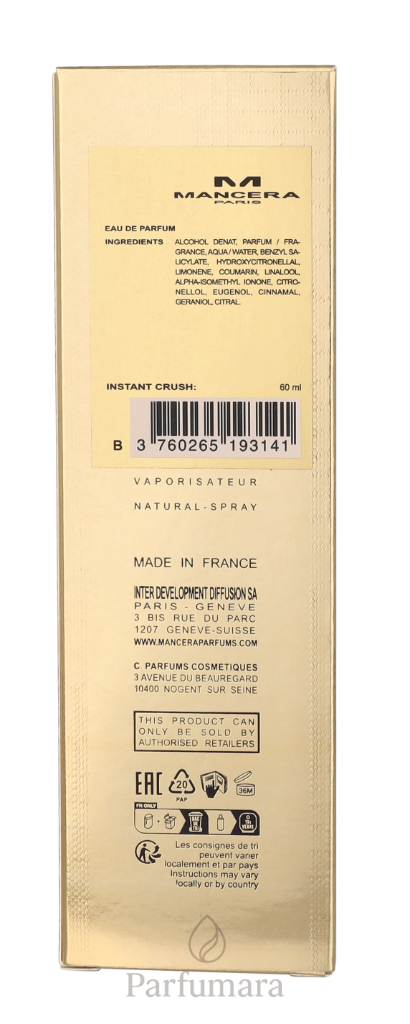 MANCERA
PARIS
EAU DE PARFUM
INGREDIENTS ALCOHOL DENAT, PARFUM / FRA-
GRANCE, AQUA / WATER, BENZYL SA-
LICYLATE, HYDROXYCITRONELLAL,
LIMONENE, COUMARIN, LINALOOL,
ALPHA-ISOMETHYL IONONE, CITRO-
NELLOL, EUGENOL, CINNAMAL,
GERANIOL, CITRAL.
INSTANT CRUSH: 60 ml
B 3 760265 193141
VAPORISATEUR
NATURAL-SPRAY
MADE IN FRANCE
INTER DEVELOPMENT DIFFUSION SA
PARIS - GENEVE
3 BIS RUE DU PARC
1207 GENEVE-SUISSE
WWW.MANCERAPARFUMS.COM
C. PARFUMS COSMETIQUES
3 AVENUE DU BEAUREGARD
10400 NOGENT SUR SEINE
THIS PRODUCT CAN
ONLY BE SOLD BY
AUTHORISED RETAILERS
EAC 20 36M
PAP
FR ONLY
Les consignes de tri
peuvent varier
localement et par pays
Instructions may vary
locally or by country
Parfumara